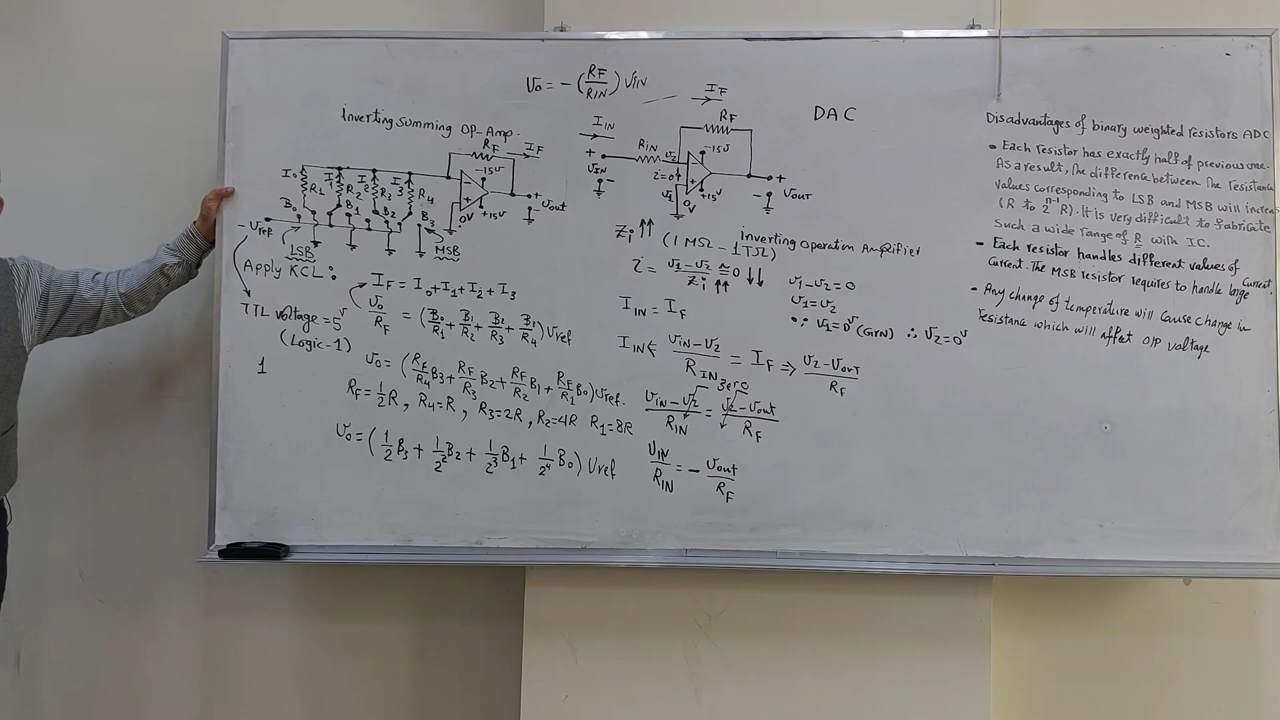 V₀ = - (RF/RIN) VIN
Inverting Summing OP-Amp.
RF IF
-15V
I₀ I₁ I₂ I₃
R₁ R₂ R₃ R₄
B₀ B₁ B₂ B₃
- +
+15V
0V
+ Vout -
-Vref
LSB MSB
Apply KCL:
IF = I₀+I₁+I₂+I₃
TTL voltage = 5V
(Logic-1)
1
V₀/RF = (B₀/R₁ + B₁/R₂ + B₂/R₃ + B₃/R₄) Vref
V₀ = (RF/R₄ B₃ + RF/R₃ B₂ + RF/R₂ B₁ + RF/R₁ B₀) Vref.
RF = 1/2 R, R₄=R, R₃=2R, R₂=4R R₁=8R
V₀ = (1/2 B₃ + 1/2² B₂ + 1/2³ B₁ + 1/2⁴ B₀) Vref
IF
RF
IIN
RIN V₂ -15V
+ VIN -
i=0
V₁
+15V
0V
+ Vout -
Inverting Operation Amplifier
Zi ↑↑ (1 MΩ - 1TΩ)
i = V₁-V₂/Zi ↑↑ ≅ 0 ↓↓
V₁-V₂=0
V₁=V₂
∵ V₁=0V (GRN) ∴ V₂=0V
IIN = IF
IIN ⇐ VIN-V₂/RIN = IF ⇒ V₂-Vout/RF
zero
VIN-V₂/RIN = V₂-Vout/RF
VIN/RIN = - Vout/RF
DAC
Disadvantages of binary weighted resistors ADC
• Each resistor has exactly half of previous one.
As a result, The difference between The resistance
values corresponding to LSB and MSB will increas
(R to 2ⁿ⁻¹ R). It is very difficult to fabricate
Such a wide range of R with IC.
• Each resistor handles different values of
Current. The MSB resistor requires to handle large Current.
• Any change of temperature will cause change in
resistance which will affect O/P voltage